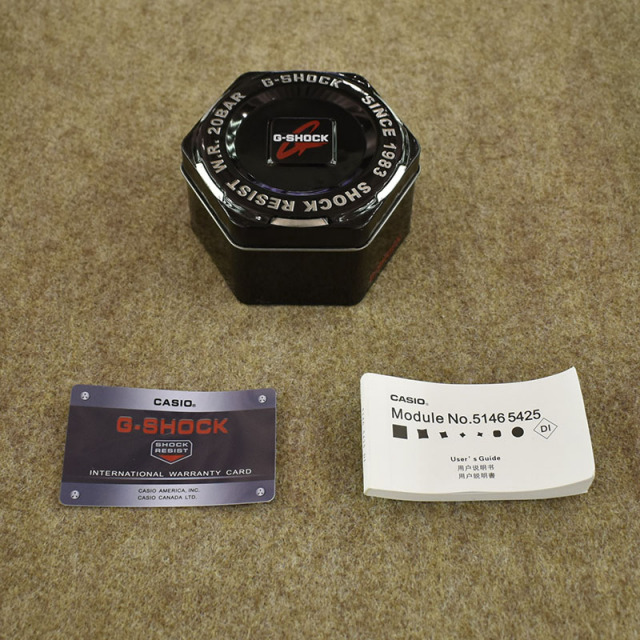 G-SHOCK SINCE 1983 SHOCK RESIST W.R. 20BAR
G-SHOCK
CASIO®
G-SHOCK
SHOCK
RESIST
INTERNATIONAL WARRANTY CARD
CASIO AMERICA, INC.
CASIO CANADA LTD.
CASIO®
Module No.5146 5425
DI
User's Guide
用户说明书
用户说明書